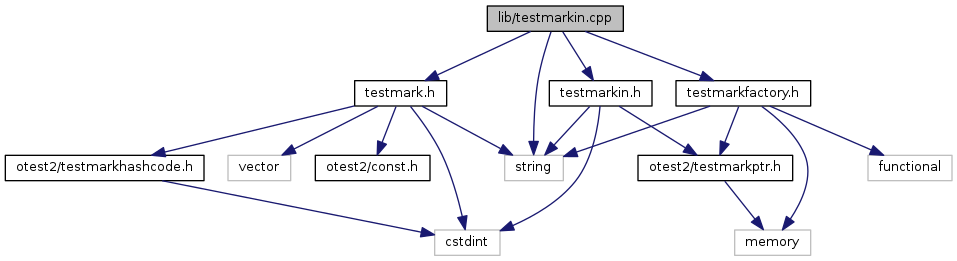 lib/testmarkin.cpp
testmark.h
testmarkin.h
testmarkfactory.h
otest2/testmarkhashcode.h
vector
otest2/const.h
string
otest2/testmarkptr.h
functional
cstdint
memory